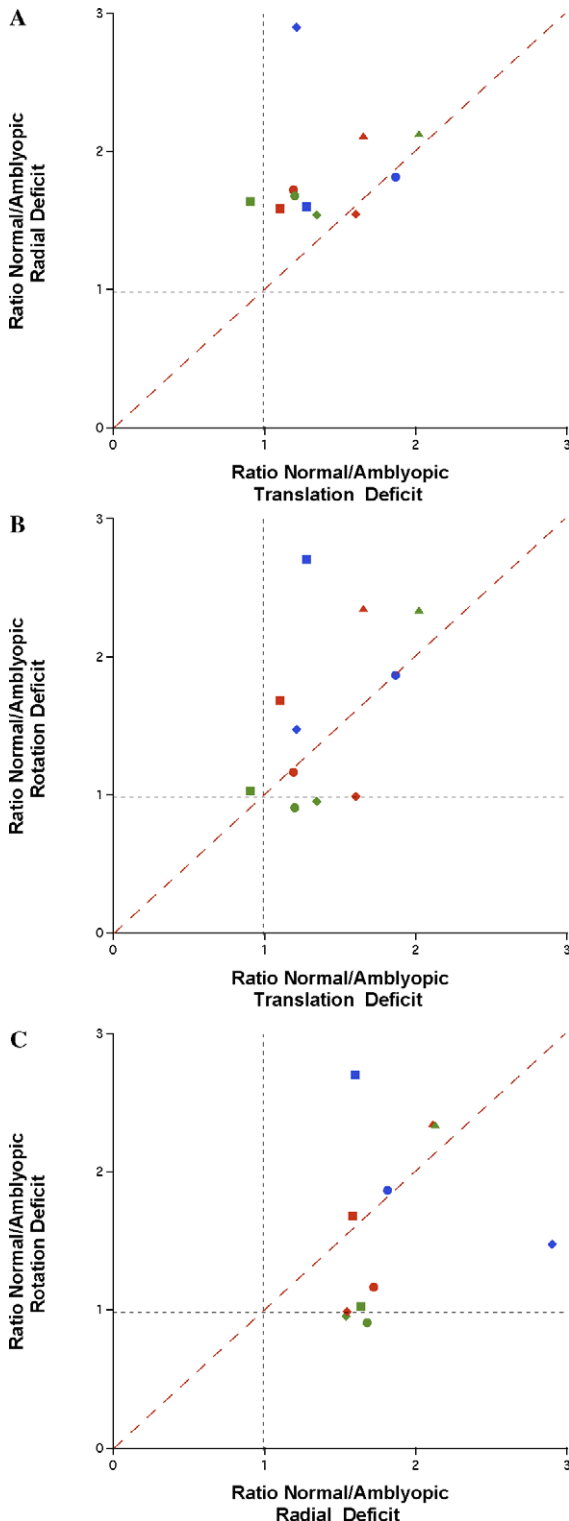 A
3
2
1
0
Ratio Normal/Amblyopic
Radial Deficit
0 1 2 3
Ratio Normal/Amblyopic
Translation Deficit
B
3
2
1
0
Ratio Normal/Amblyopic
Rotation Deficit
0 1 2 3
Ratio Normal/Amblyopic
Translation Deficit
C
3
2
1
0
Ratio Normal/Amblyopic
Rotation Deficit
0 1 2 3
Ratio Normal/Amblyopic
Radial Deficit